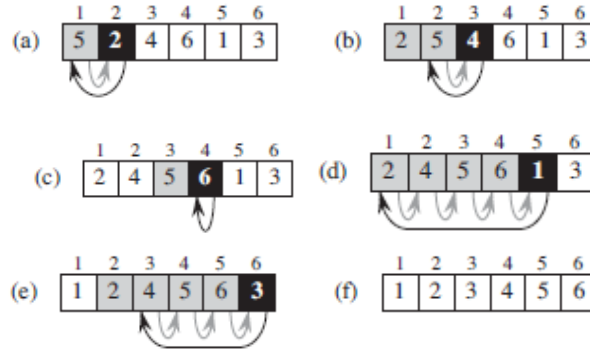 1 2 3 4 5 6
(a) 5 2 4 6 1 3
1 2 3 4 5 6
(b) 2 5 4 6 1 3
1 2 3 4 5 6
(c) 2 4 5 6 1 3
1 2 3 4 5 6
(d) 2 4 5 6 1 3
1 2 3 4 5 6
(e) 1 2 4 5 6 3
1 2 3 4 5 6
(f) 1 2 3 4 5 6